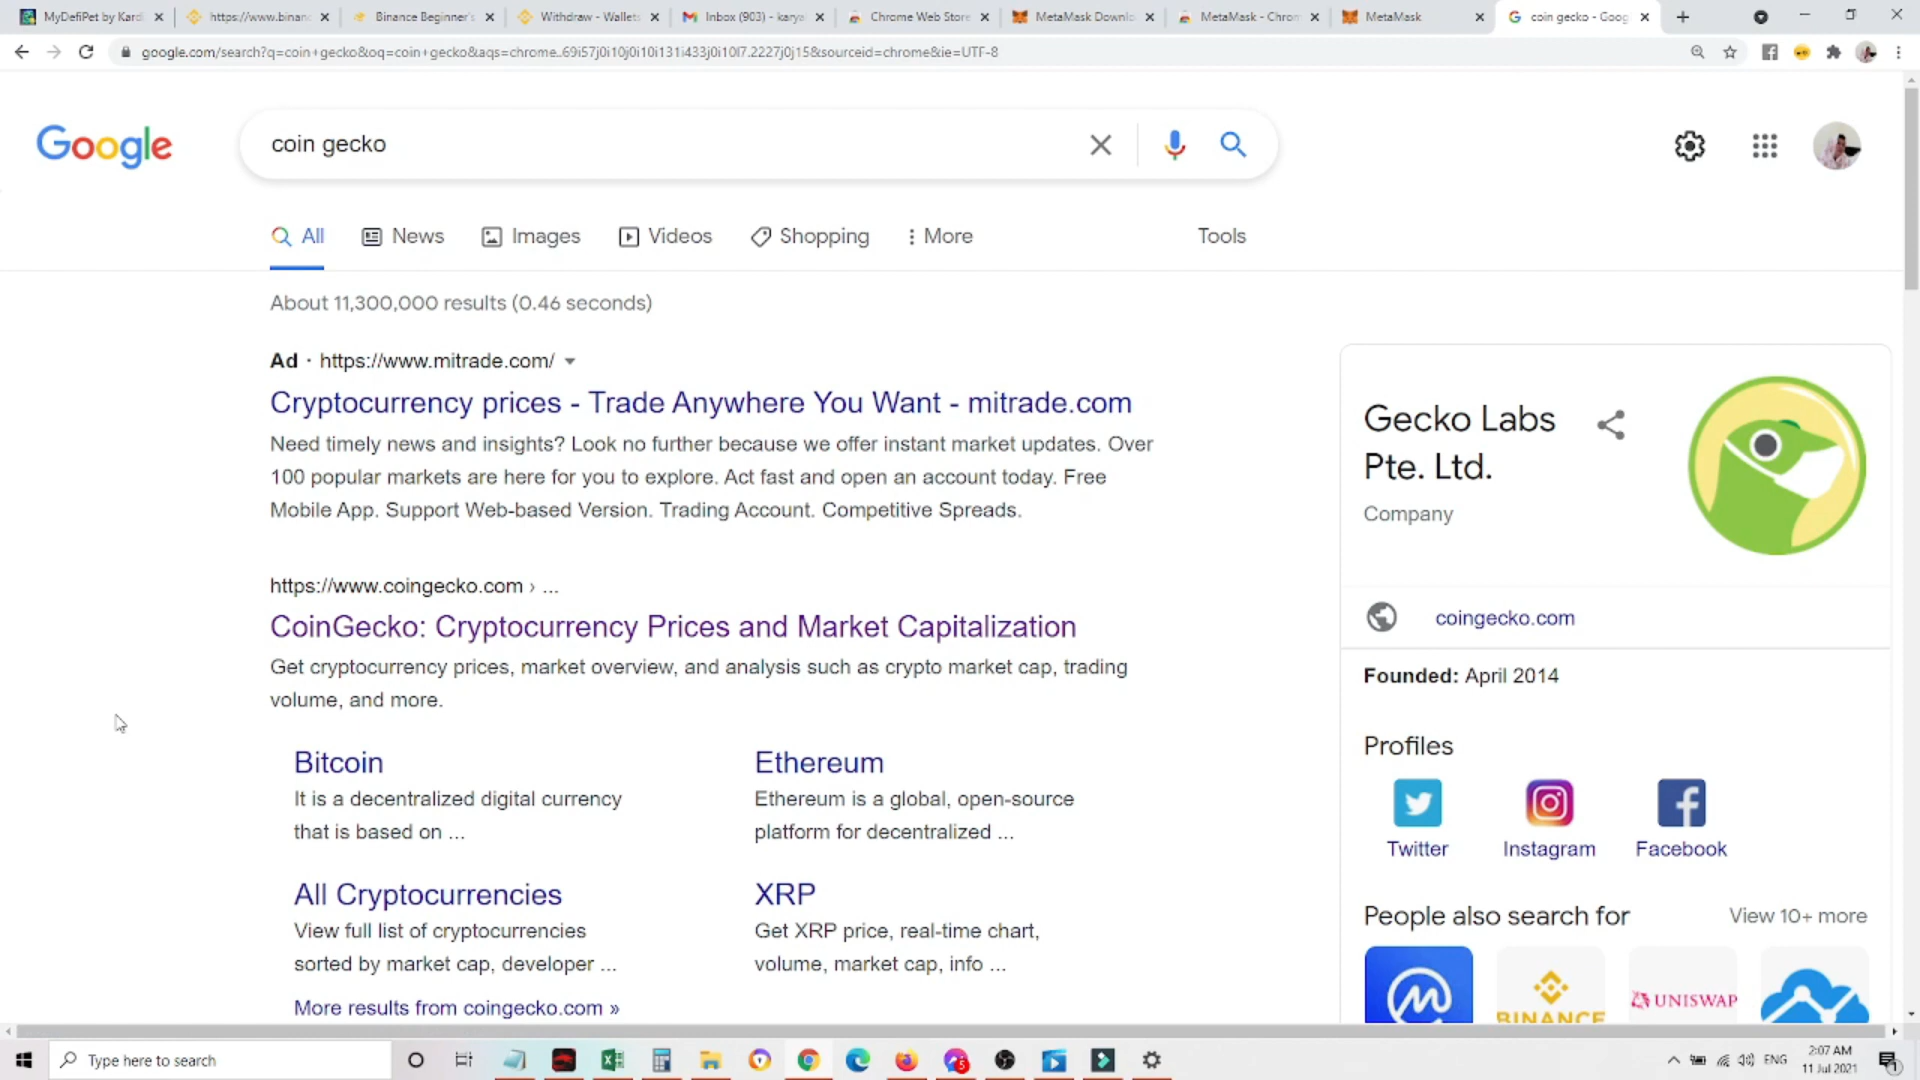 MyDefiPet by Kardi
https://www.binanc
Binance Beginner's
Withdraw - Wallets
Inbox (903) - karya
Chrome Web Store
MetaMask Downlo
MetaMask - Chrom
MetaMask
coin gecko - Goog
google.com/search?q=coin+gecko&oq=coin+gecko&aqs=chrome..69i57j0i10j0i10i131i433j0i10l7.2227j0j15&sourceid=chrome&ie=UTF-8
Google
coin gecko
All
News
Images
Videos
Shopping
More
Tools
About 11,300,000 results (0.46 seconds)
Ad · https://www.mitrade.com/
Cryptocurrency prices - Trade Anywhere You Want - mitrade.com
Need timely news and insights? Look no further because we offer instant market updates. Over
100 popular markets are here for you to explore. Act fast and open an account today. Free
Mobile App. Support Web-based Version. Trading Account. Competitive Spreads.
https://www.coingecko.com › ...
CoinGecko: Cryptocurrency Prices and Market Capitalization
Get cryptocurrency prices, market overview, and analysis such as crypto market cap, trading
volume, and more.
Bitcoin
It is a decentralized digital currency
that is based on ...
Ethereum
Ethereum is a global, open-source
platform for decentralized ...
All Cryptocurrencies
View full list of cryptocurrencies
sorted by market cap, developer ...
XRP
Get XRP price, real-time chart,
volume, market cap, info ...
More results from coingecko.com »
Gecko Labs
Pte. Ltd.
Company
coingecko.com
Founded: April 2014
Profiles
Twitter
Instagram
Facebook
People also search for
View 10+ more
BINANCE
UNISWAP
Type here to search
5
ENG
2:07 AM
11 Jul 2021
1